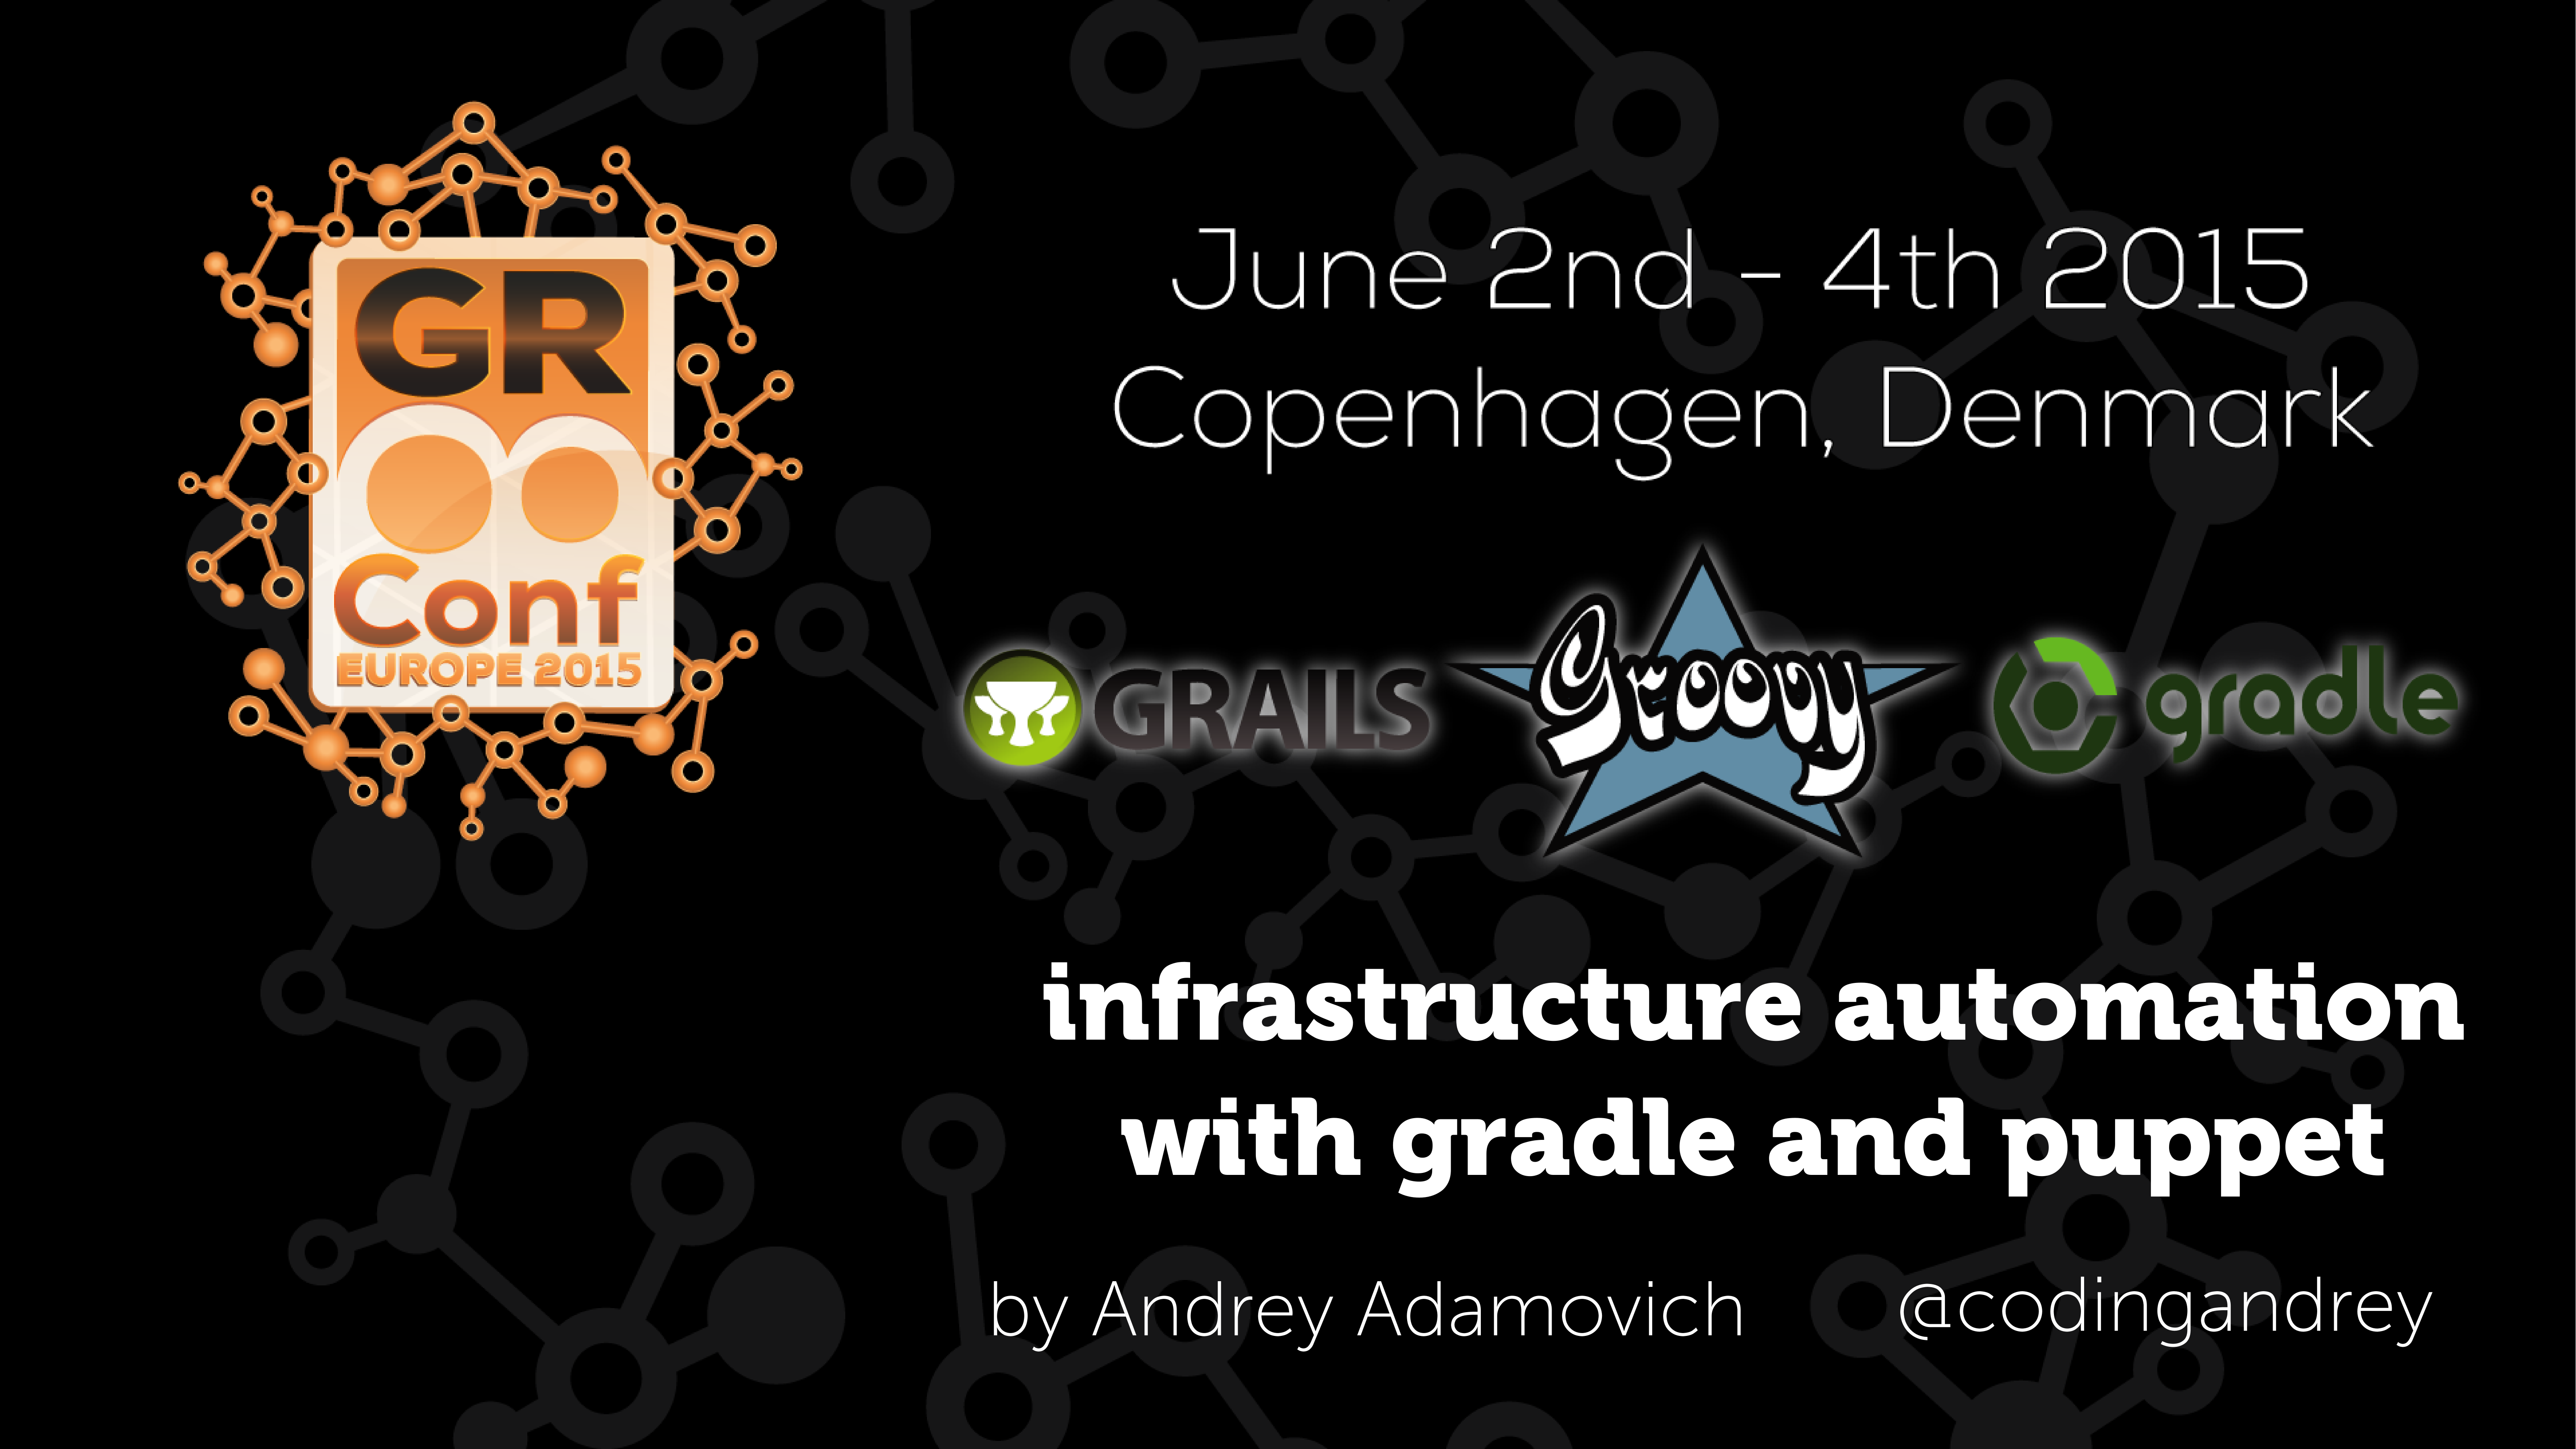 GR
Conf
EUROPE 2015
June 2nd - 4th 2015
Copenhagen, Denmark
GRAILS
Groovy
gradle
infrastructure automation
with gradle and puppet
by Andrey Adamovich
@codingandrey